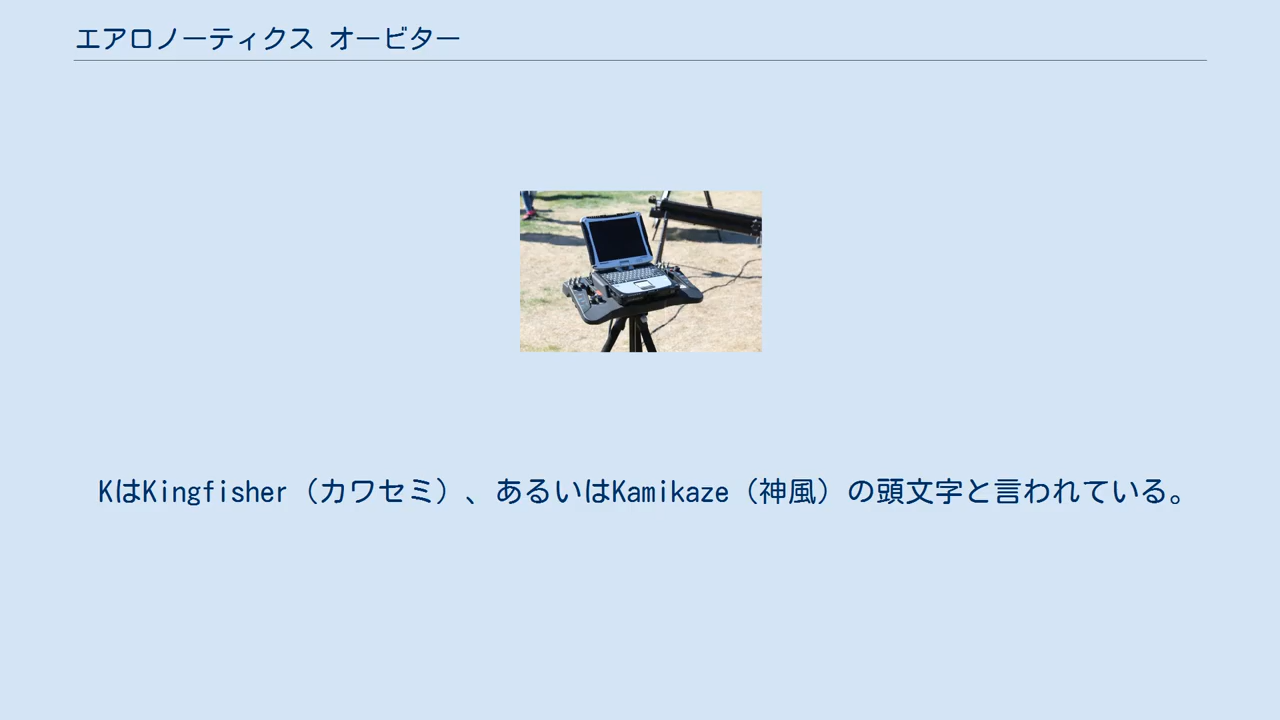 エアロノーティクス オービター
KはKingfisher（カワセミ）、あるいはKamikaze（神風）の頭文字と言われている。